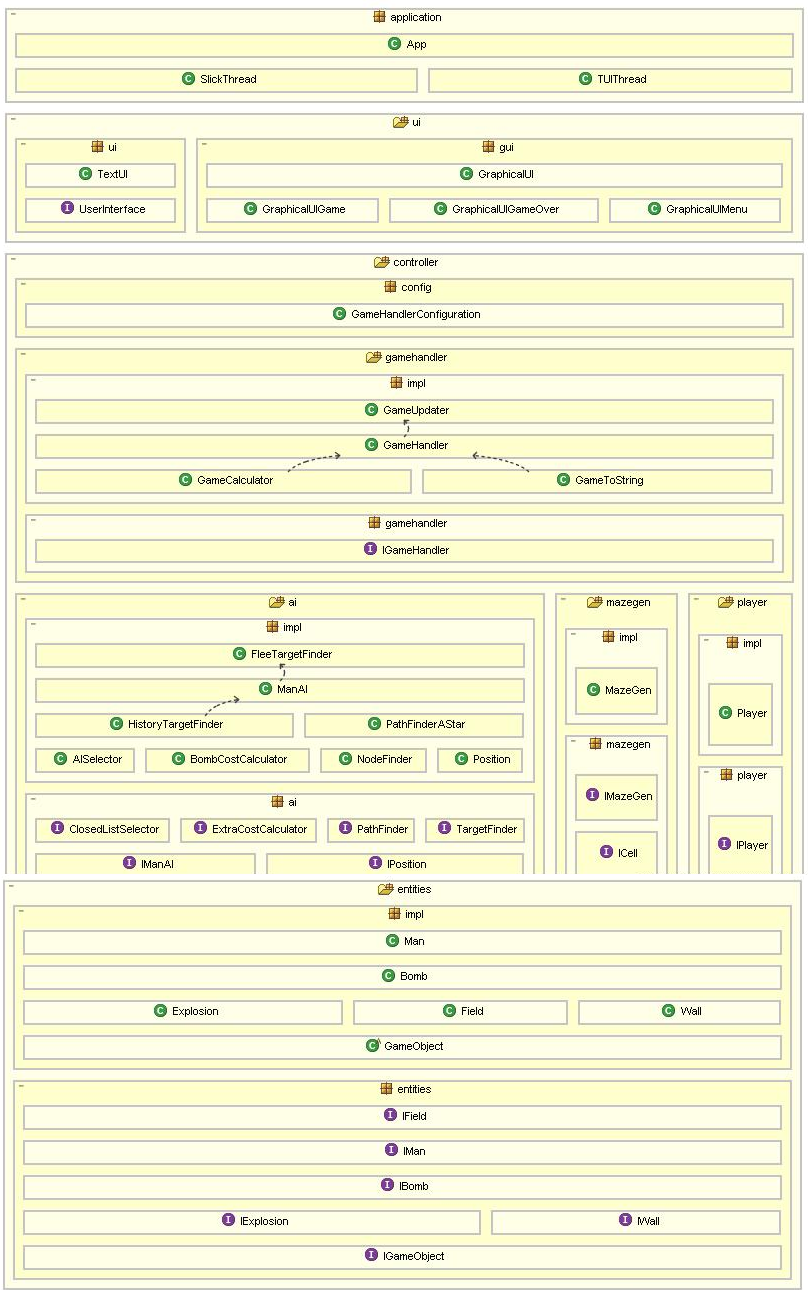 application
App
SlickThread TUIThread
ui
ui gui
TextUI GraphicalUI
UserInterface GraphicalUIGame GraphicalUIGameOver GraphicalUIMenu
controller
config
GameHandlerConfiguration
gamehandler
impl
GameUpdater
GameHandler
GameCalculator GameToString
gamehandler
IGameHandler
ai mazegen player
impl impl impl
FleeTargetFinder
ManAI MazeGen Player
HistoryTargetFinder PathFinderAStar
AISelector BombCostCalculator NodeFinder Position mazegen
player
ai IMazeGen
ClosedListSelector ExtraCostCalculator PathFinder TargetFinder
IPlayer
IManAI IPosition ICell
entities
impl
Man
Bomb
Explosion Field Wall
GameObject
entities
IField
IMan
IBomb
IExplosion IWall
IGameObject